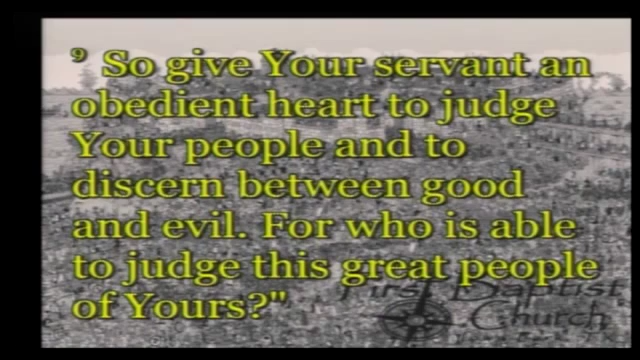 ⁹ So give Your servant an
obedient heart to judge
Your people and to
discern between good
and evil. For who is able
to judge this great people
of Yours?"
First Baptist
Church